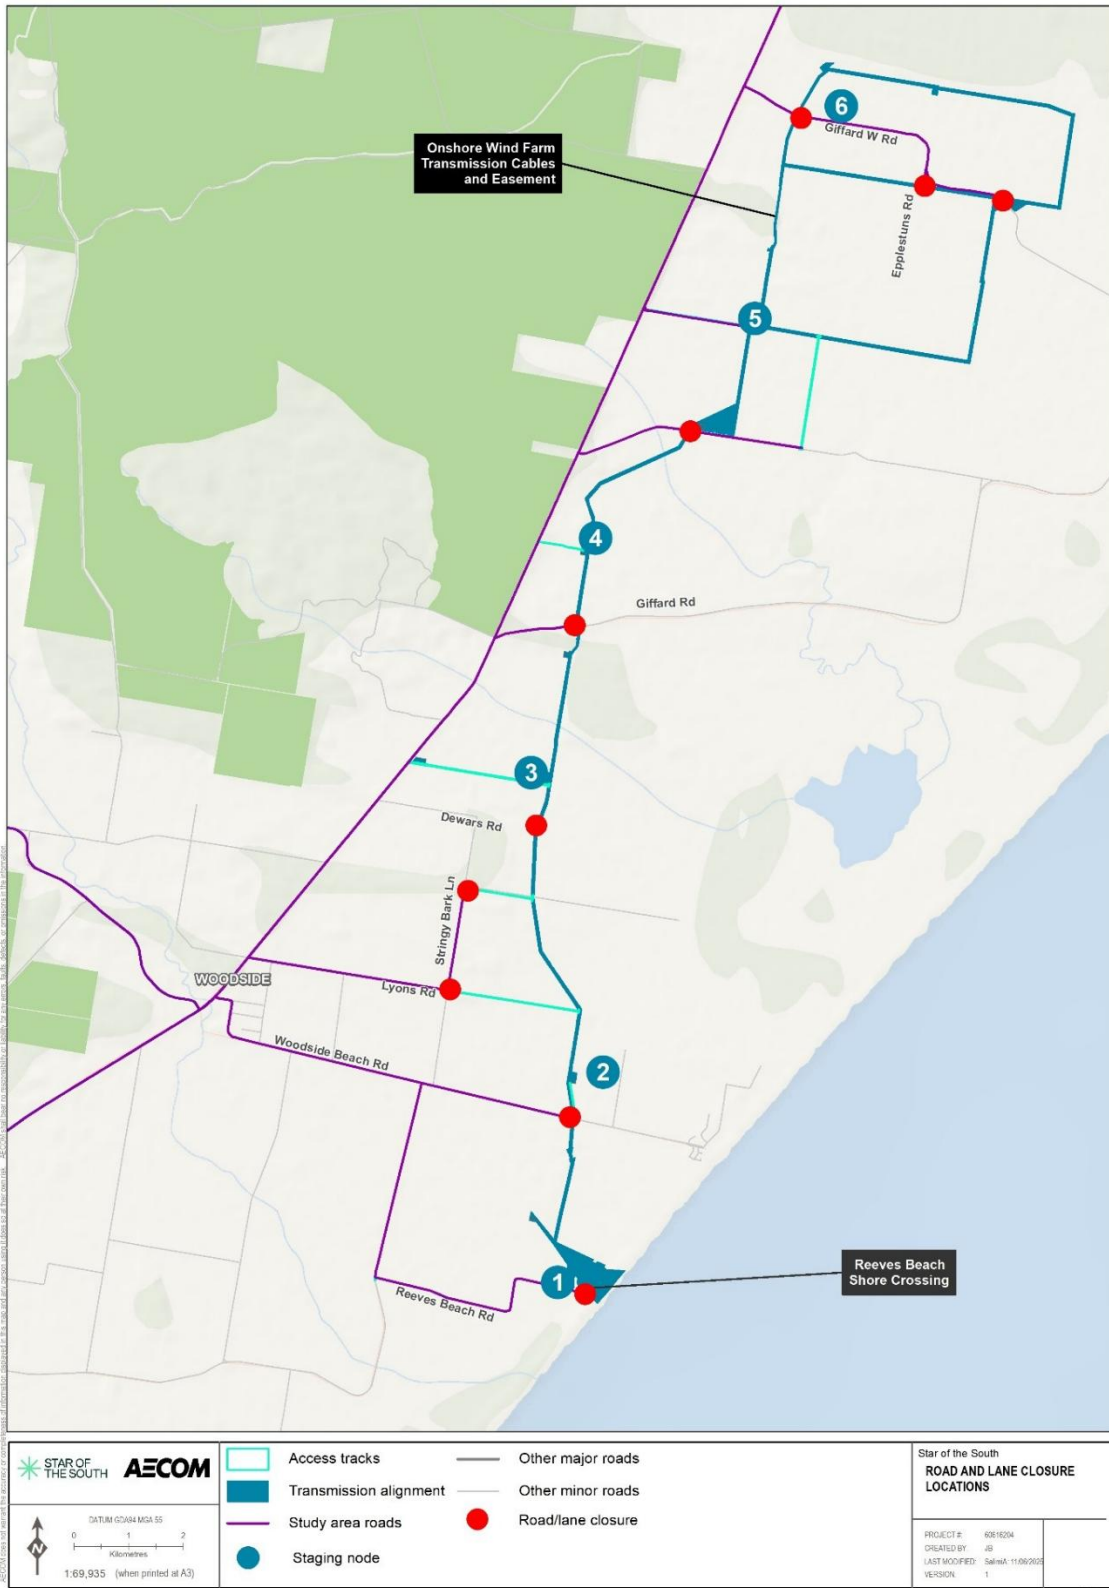 Onshore Wind Farm
Transmission Cables
and Easement
6
Giffard W Rd
Epplestuns Rd
5
4
Giffard Rd
3
Dewars Rd
Stringy Bark Ln
WOODSIDE
Lyons Rd
Woodside Beach Rd
2
1
Reeves Beach
Shore Crossing
Reeves Beach Rd
STAR OF
THE SOUTH
AECOM
DATUM GDA94 MGA 55
0 1 2
Kilometres
N
1:69,935 (when printed at A3)
Access tracks
Transmission alignment
Study area roads
Staging node
Other major roads
Other minor roads
Road/lane closure
Star of the South
ROAD AND LANE CLOSURE
LOCATIONS
PROJECT #: 60616204
CREATED BY: JB
LAST MODIFIED:
VERSION: 1